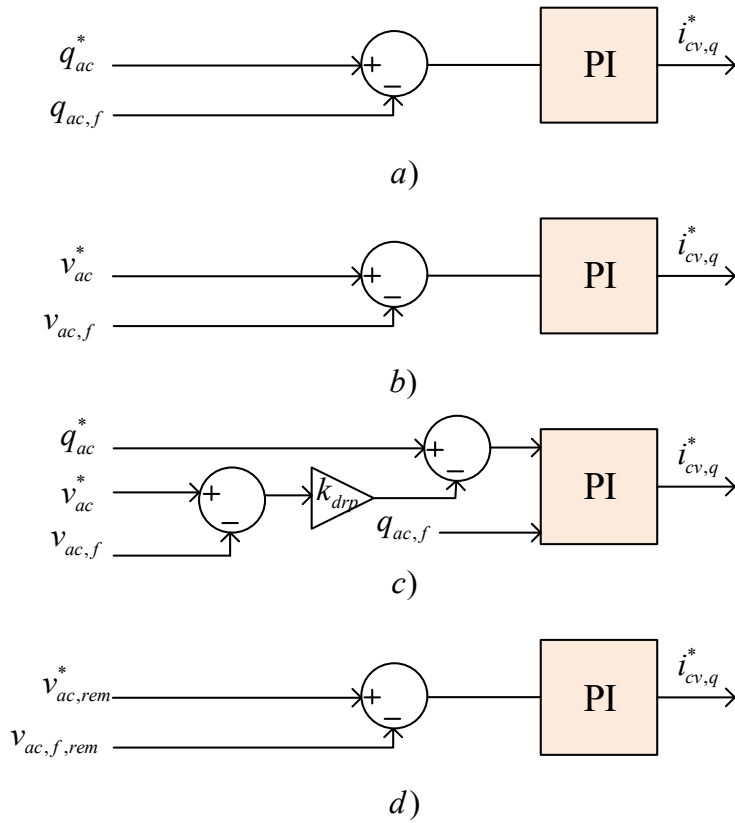 q*ac + PI i*cv,q
qac,f −
a)
v*ac + PI i*cv,q
vac,f −
b)
q*ac + i*cv,q
v*ac + kdrp − PI
vac,f − qac,f
c)
v*ac,rem + PI i*cv,q
vac,f,rem −
d)